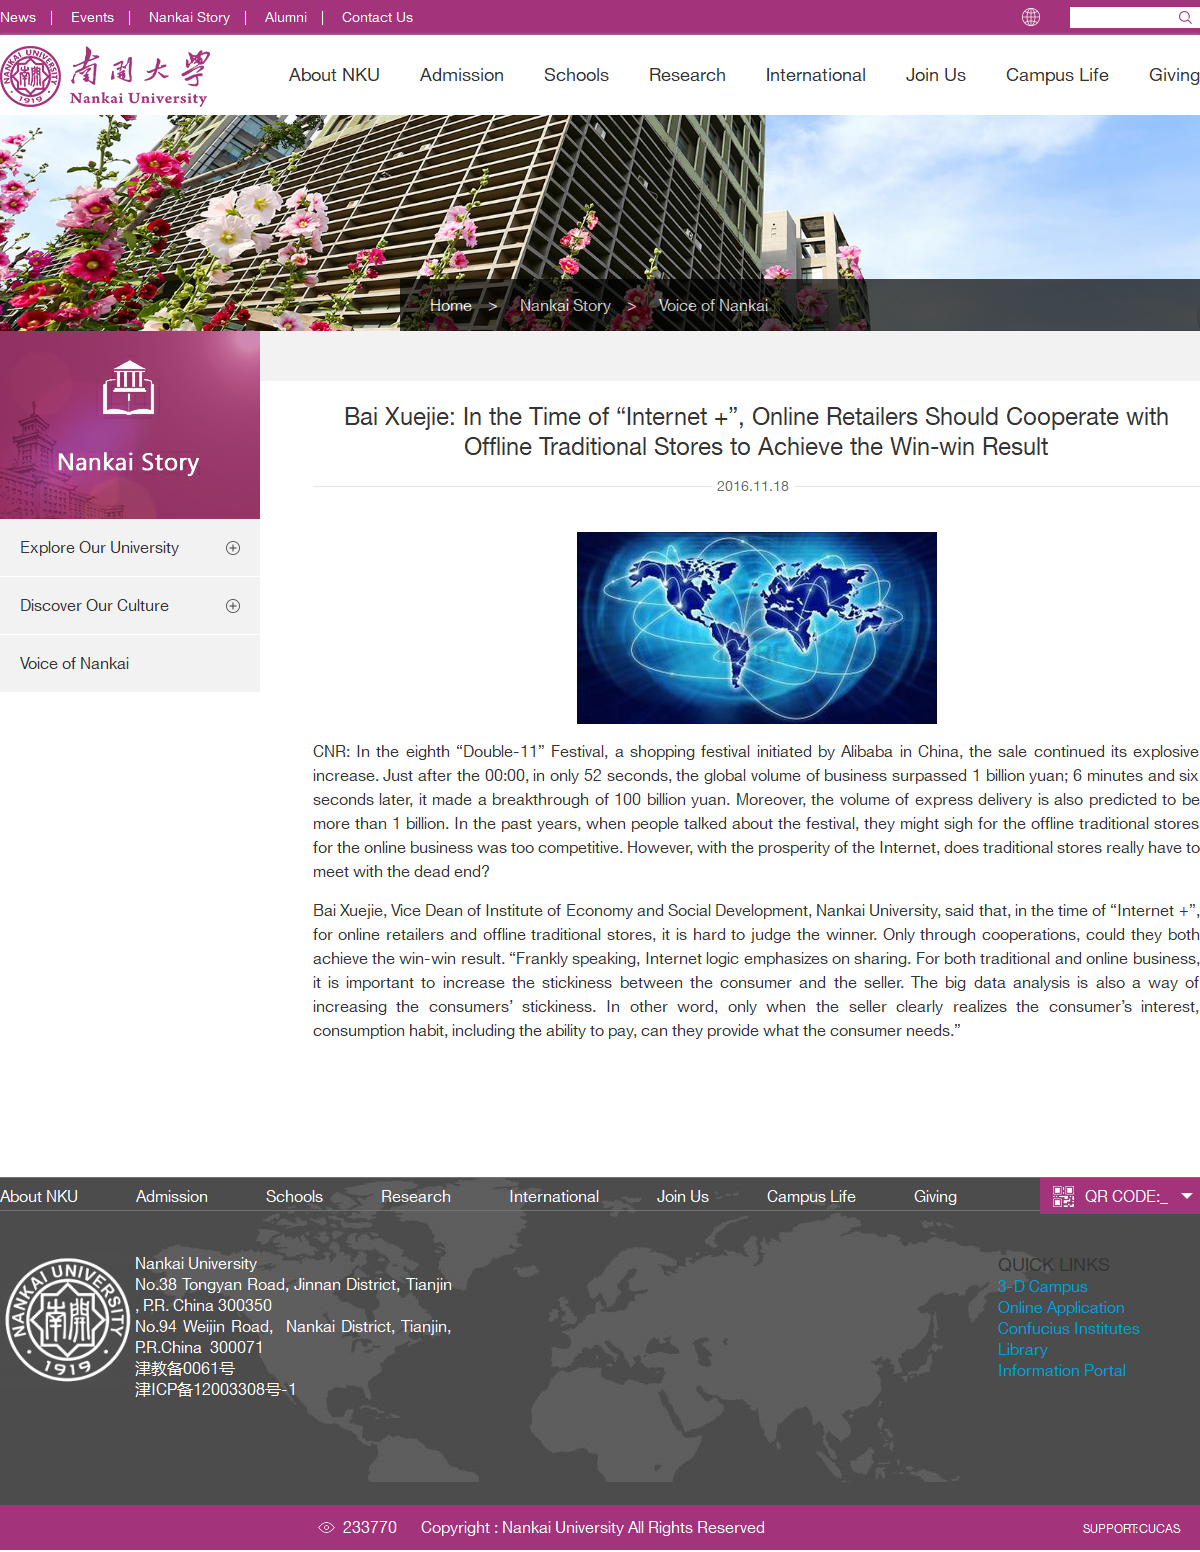 News | Events | Nankai Story | Alumni | Contact Us
NANKAI UNIVERSITY
1919
南開大學
Nankai University
About NKU Admission Schools Research International Join Us Campus Life Giving
Home > Nankai Story > Voice of Nankai
Nankai Story
Explore Our University
Discover Our Culture
Voice of Nankai
Bai Xuejie: In the Time of “Internet +”, Online Retailers Should Cooperate with
Offline Traditional Stores to Achieve the Win-win Result
2016.11.18
CNR: In the eighth “Double-11” Festival, a shopping festival initiated by Alibaba in China, the sale continued its explosive
increase. Just after the 00:00, in only 52 seconds, the global volume of business surpassed 1 billion yuan; 6 minutes and six
seconds later, it made a breakthrough of 100 billion yuan. Moreover, the volume of express delivery is also predicted to be
more than 1 billion. In the past years, when people talked about the festival, they might sigh for the offline traditional stores
for the online business was too competitive. However, with the prosperity of the Internet, does traditional stores really have to
meet with the dead end?
Bai Xuejie, Vice Dean of Institute of Economy and Social Development, Nankai University, said that, in the time of “Internet +”,
for online retailers and offline traditional stores, it is hard to judge the winner. Only through cooperations, could they both
achieve the win-win result. “Frankly speaking, Internet logic emphasizes on sharing. For both traditional and online business,
it is important to increase the stickiness between the consumer and the seller. The big data analysis is also a way of
increasing the consumers’ stickiness. In other word, only when the seller clearly realizes the consumer’s interest,
consumption habit, including the ability to pay, can they provide what the consumer needs.”
About NKU Admission Schools Research International Join Us Campus Life Giving QR CODE:_
NANKAI UNIVERSITY
南開
1919
Nankai University
No.38 Tongyan Road, Jinnan District, Tianjin
, P.R. China 300350
No.94 Weijin Road, Nankai District, Tianjin,
P.R.China 300071
津教备0061号
津ICP备12003308号-1
QUICK LINKS
3-D Campus
Online Application
Confucius Institutes
Library
Information Portal
233770 Copyright : Nankai University All Rights Reserved SUPPORT:CUCAS